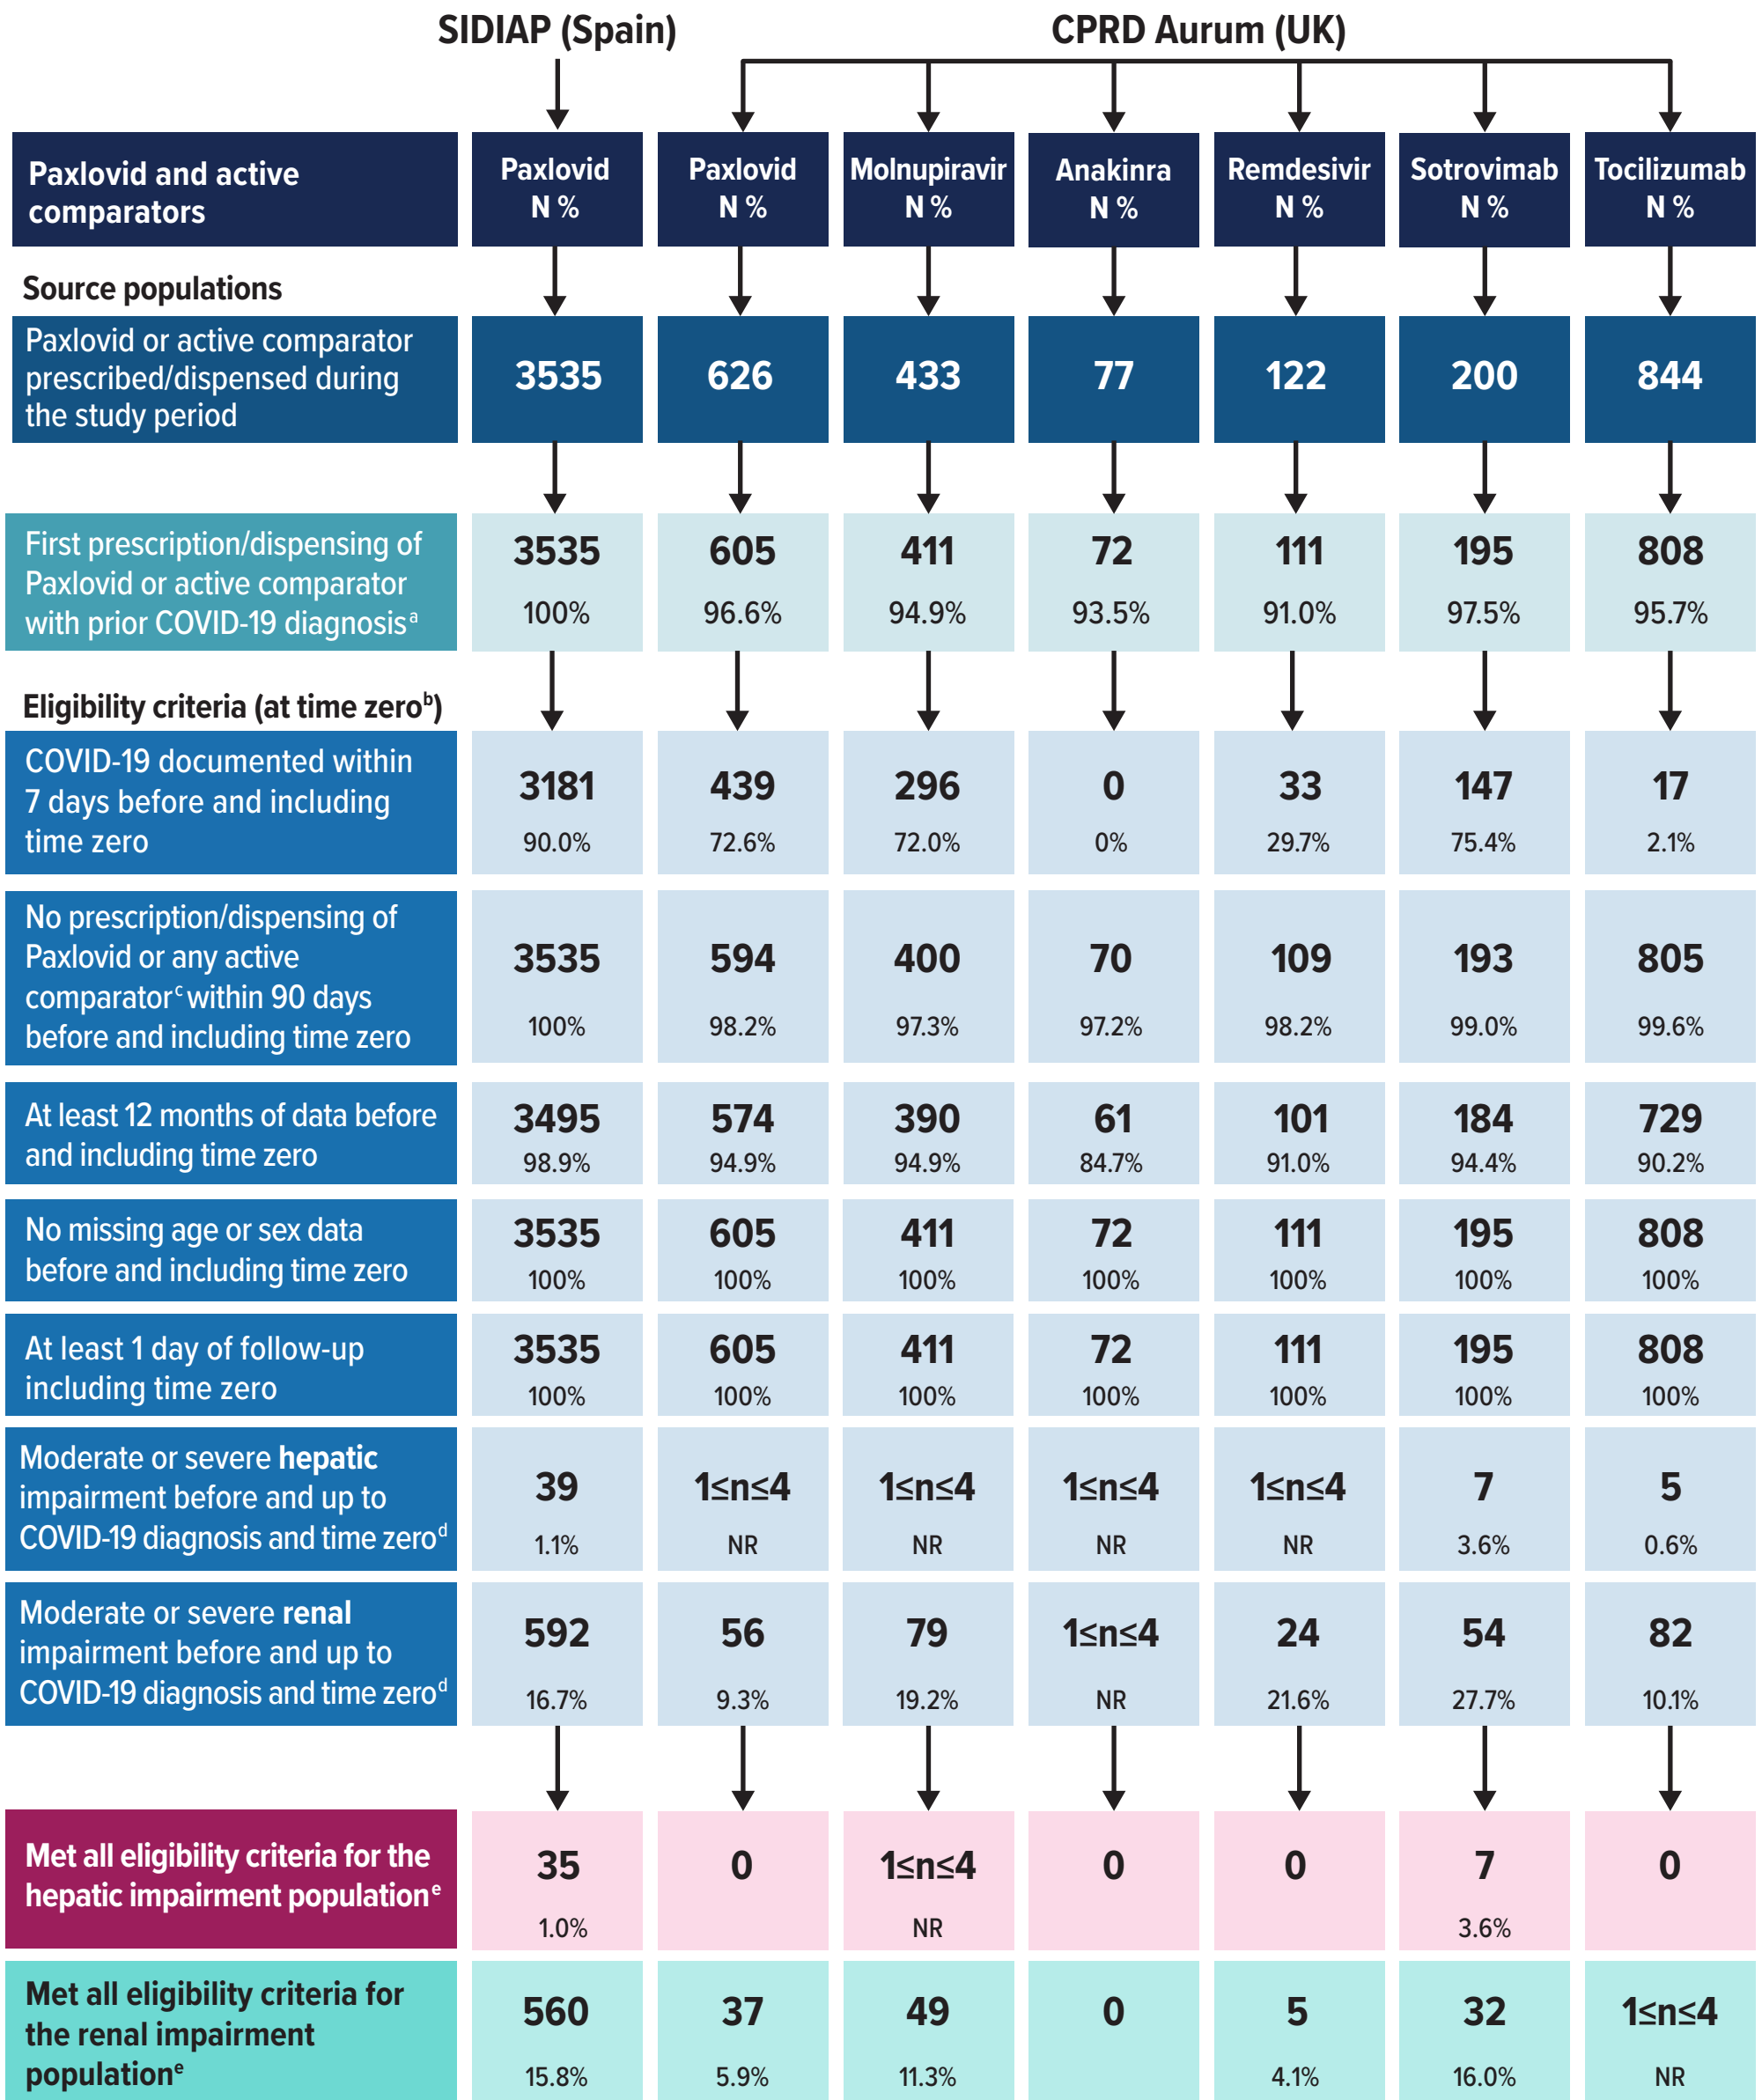 SIDIAP (Spain)
CPRD Aurum (UK)
Paxlovid and active
comparators
Paxlovid
N %
Paxlovid
N %
Molnupiravir
N %
Anakinra
N %
Remdesivir
N %
Sotrovimab
N %
Tocilizumab
N %
Source populations
Paxlovid or active comparator
prescribed/dispensed during
the study period
3535
626
433
77
122
200
844
First prescription/dispensing of
Paxlovid or active comparator
with prior COVID-19 diagnosis a
3535
605
411
72
111
195
808
100%
96.6%
94.9%
93.5%
91.0%
97.5%
95.7%
Eligibility criteria (at time zero b)
COVID-19 documented within
7 days before and including
time zero
3181
439
296
0
33
147
17
90.0%
72.6%
72.0%
0%
29.7%
75.4%
2.1%
No prescription/dispensing of
Paxlovid or any active
comparator c within 90 days
before and including time zero
3535
594
400
70
109
193
805
100%
98.2%
97.3%
97.2%
98.2%
99.0%
99.6%
At least 12 months of data before
and including time zero
3495
574
390
61
101
184
729
98.9%
94.9%
94.9%
84.7%
91.0%
94.4%
90.2%
No missing age or sex data
before and including time zero
3535
605
411
72
111
195
808
100%
100%
100%
100%
100%
100%
100%
At least 1 day of follow-up
including time zero
3535
605
411
72
111
195
808
100%
100%
100%
100%
100%
100%
100%
Moderate or severe hepatic
impairment before and up to
COVID-19 diagnosis and time zero d
39
1≤n≤4
1≤n≤4
1≤n≤4
1≤n≤4
7
5
1.1%
NR
NR
NR
NR
3.6%
0.6%
Moderate or severe renal
impairment before and up to
COVID-19 diagnosis and time zero d
592
56
79
1≤n≤4
24
54
82
16.7%
9.3%
19.2%
NR
21.6%
27.7%
10.1%
Met all eligibility criteria for the
hepatic impairment population e
35
0
1≤n≤4
0
0
7
0
1.0%
NR
3.6%
Met all eligibility criteria for
the renal impairment
population e
560
37
49
0
5
32
1≤n≤4
15.8%
5.9%
11.3%
4.1%
16.0%
NR